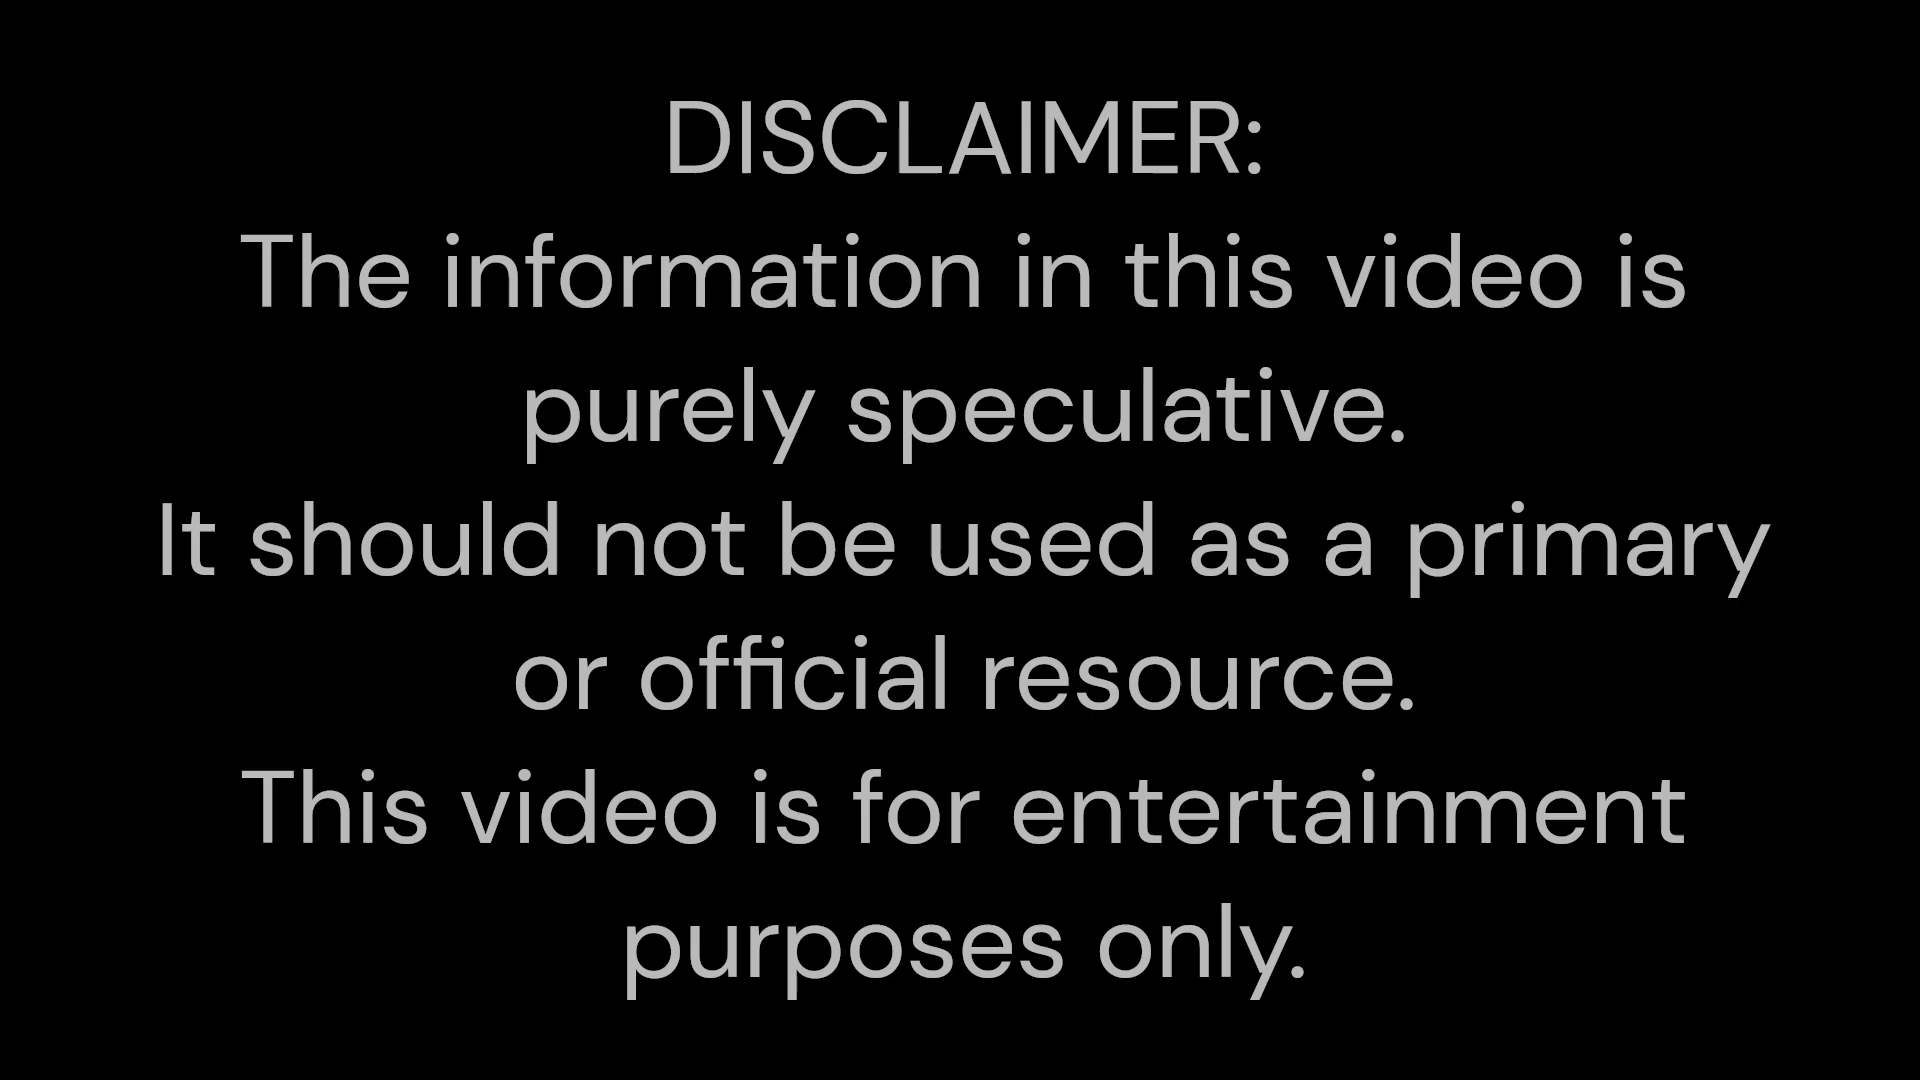 DISCLAIMER:
The information in this video is
purely speculative.
It should not be used as a primary
or official resource.
This video is for entertainment
purposes only.